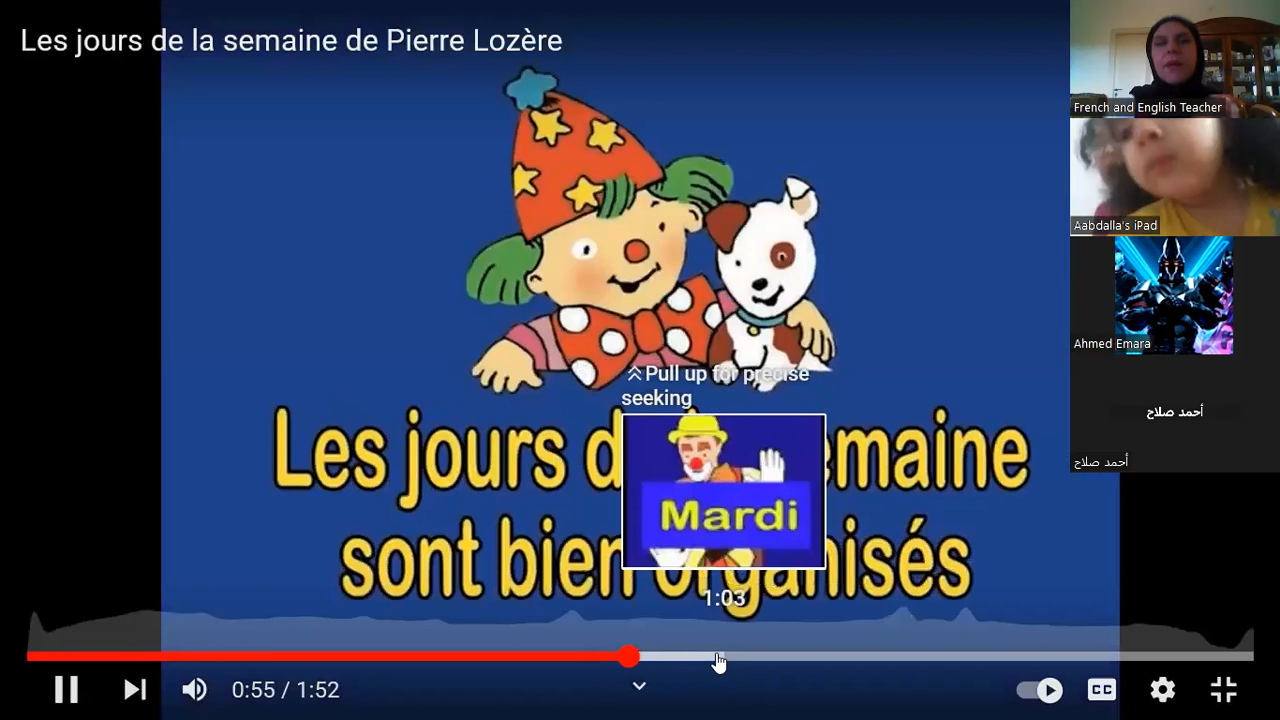 Les jours de la semaine de Pierre Lozère
Les jours d emaine
sont bien organisés
Pull up for precise
seeking
Mardi
1:03
0:55 / 1:52
CC
French and English Teacher
Aabdalla's iPad
Ahmed Emara
أحمد صلاح
أحمد صلاح